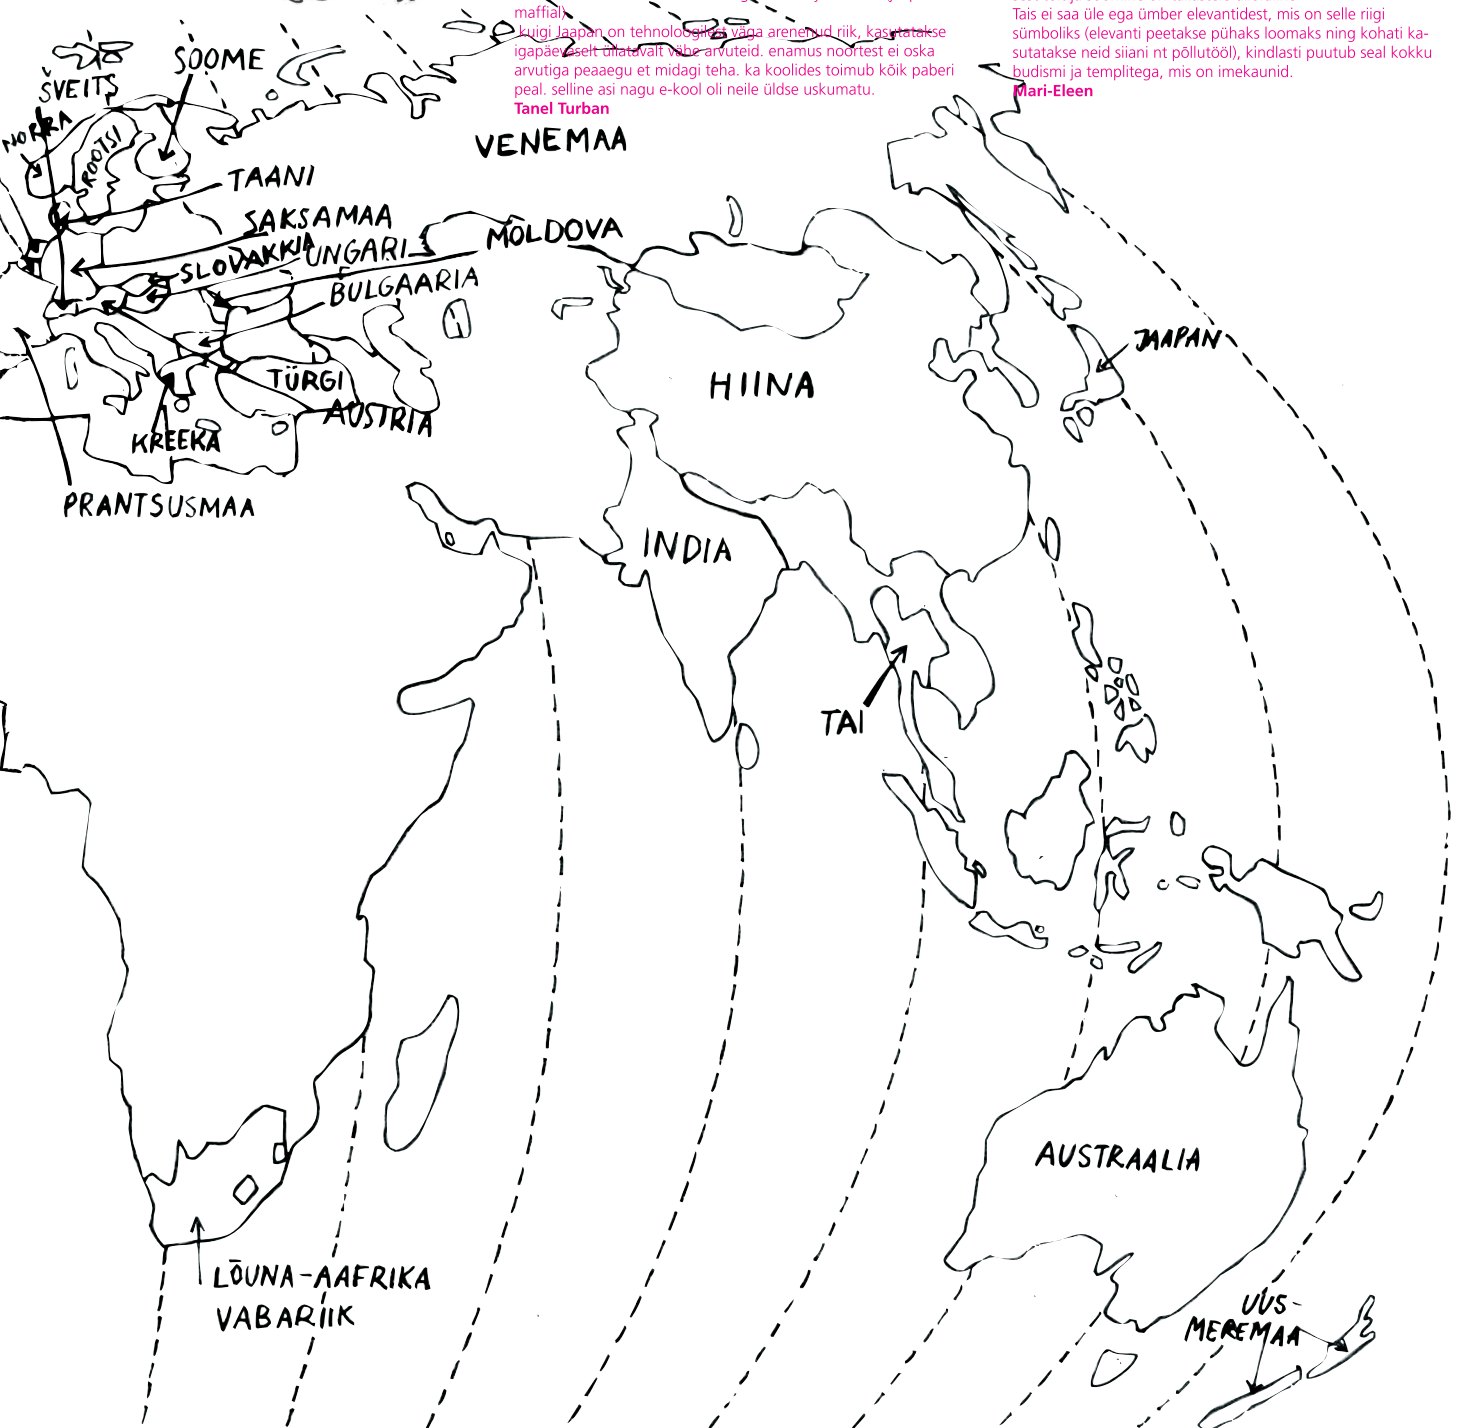 maffial).
kuigi Jaapan on tehnoloogilest väga arenenud riik, kasutatakse
igapäevaselt üllatavalt vähe arvuteid. enamus noortest ei oska
arvutiga peaaegu et midagi teha. ka koolides toimub kõik paberi
peal. selline asi nagu e-kool oli neile üldse uskumatu.
Tanel Turban
Tais ei saa üle ega ümber elevantidest, mis on selle riigi
sümboliks (elevanti peetakse pühaks loomaks ning kohati ka-
sutatakse neid siiani nt põllutööl), kindlasti puutub seal kokku
budismi ja templitega, mis on imekaunid.
Mari-Eleen
SOOME
ŠVEITS
NORRA
ROOTSI
VENEMAA
TAANI
SAKSAMAA
SLOVAKKIA
UNGARI
MOLDOVA
BULGAARIA
JAAPAN
TÜRGI
HIINA
AUSTRIA
KREEKA
PRANTSUSMAA
INDIA
TAI
AUSTRAALIA
LÕUNA-AAFRIKA
VABARIIK
UUS-
MEREMAA